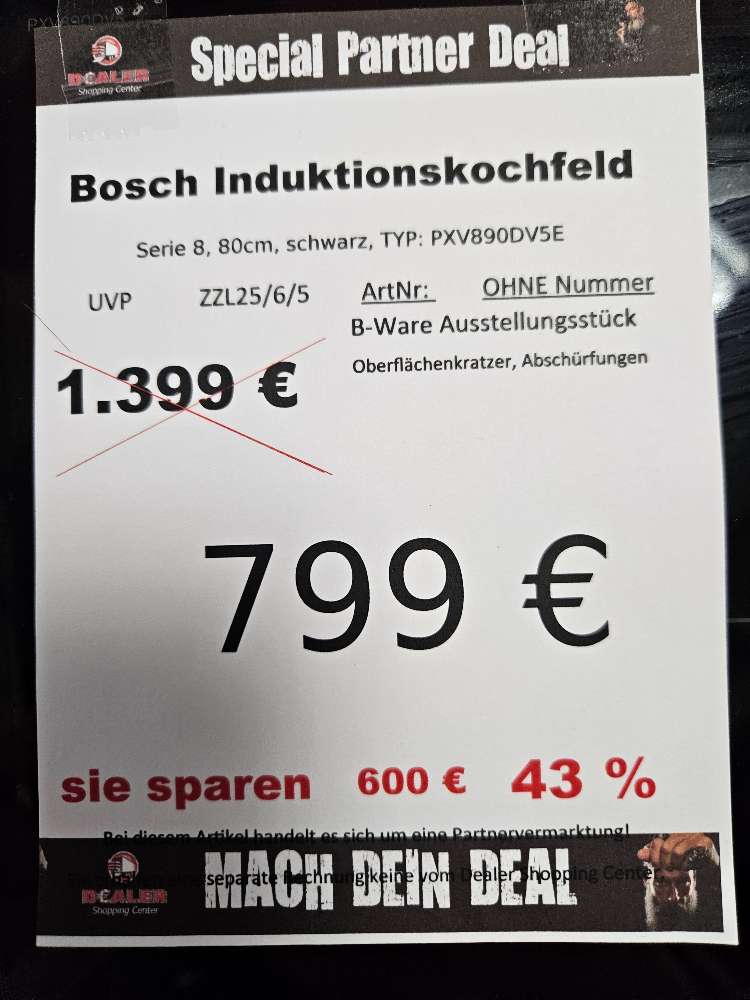 PXV890DV5
DEALER
Shopping Center
Special Partner Deal
Bosch Induktionskochfeld
Serie 8, 80cm, schwarz, TYP: PXV890DV5E
UVP ZZL25/6/5 ArtNr: OHNE Nummer
B-Ware Ausstellungsstück
Oberflächenkratzer, Abschürfungen
1.399 €
799 €
sie sparen 600 € 43 %
Bei diesem Artikel handelt es sich um eine Partnervermarktung!
eine separate Rechnung keine vom Dealer Shopping Center
DEALER
Shopping Center
MACH DEIN DEAL